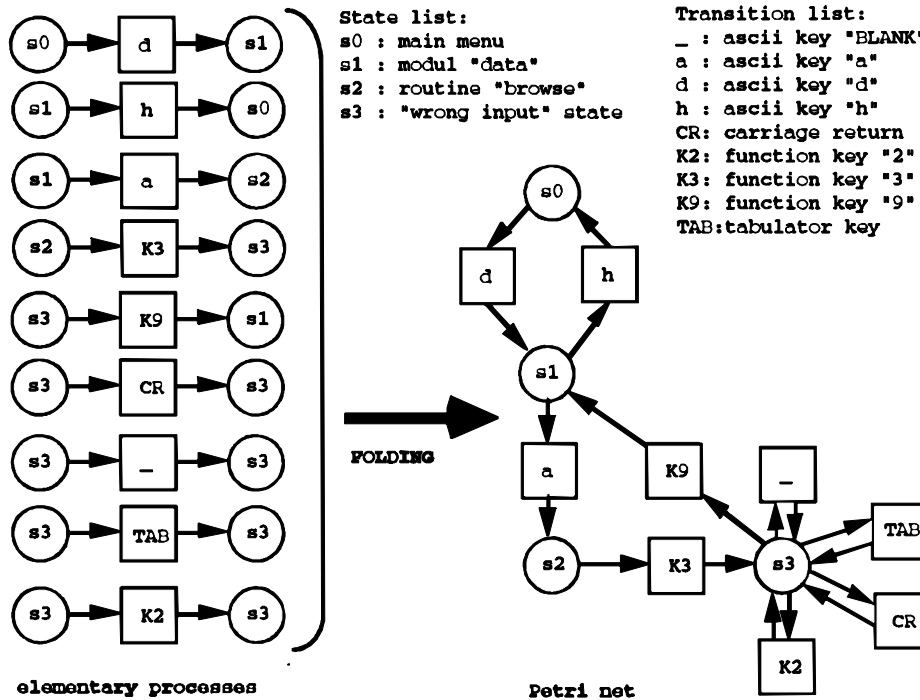 s0 d s1
s1 h s0
s1 a s2
s2 K3 s3
s3 K9 s1
s3 CR s3
s3 _ s3
s3 TAB s3
s3 K2 s3
elementary processes
State list:
s0 : main menu
s1 : modul "data"
s2 : routine "browse"
s3 : "wrong input" state
Transition list:
_ : ascii key "BLANK"
a : ascii key "a"
d : ascii key "d"
h : ascii key "h"
CR: carriage return
K2: function key "2"
K3: function key "3"
K9: function key "9"
TAB:tabulator key
FOLDING
s0
d
h
s1
a
K9
_
TAB
s2
K3
s3
CR
K2
Petri net